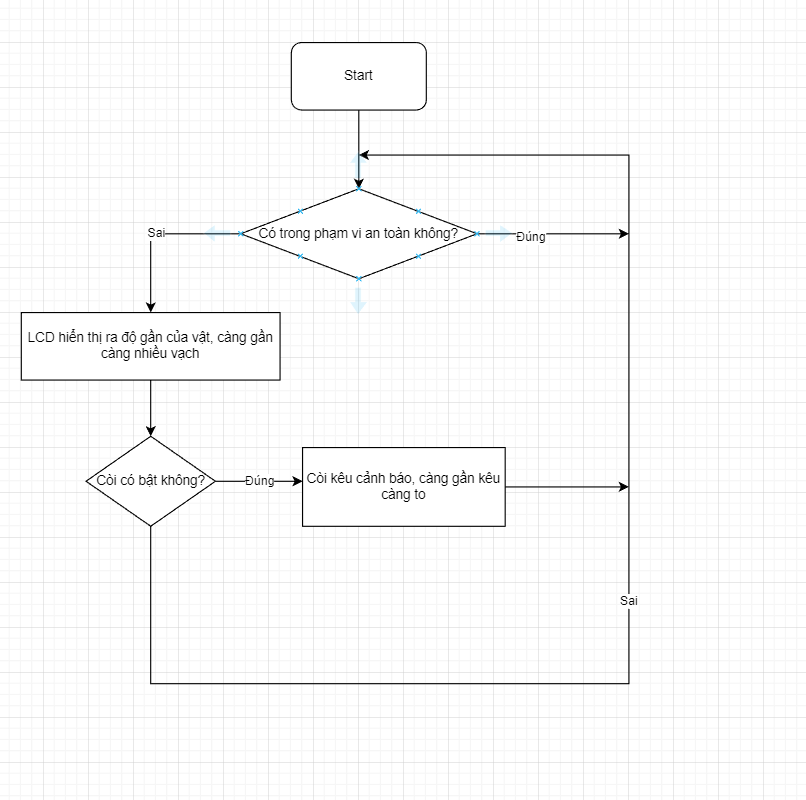 Start
Có trong phạm vi an toàn không?
Sai
Đúng
LCD hiển thị ra độ gần của vật, càng gần
càng nhiều vạch
Còi có bật không?
Đúng
Còi kêu cảnh báo, càng gần kêu
càng to
Sai